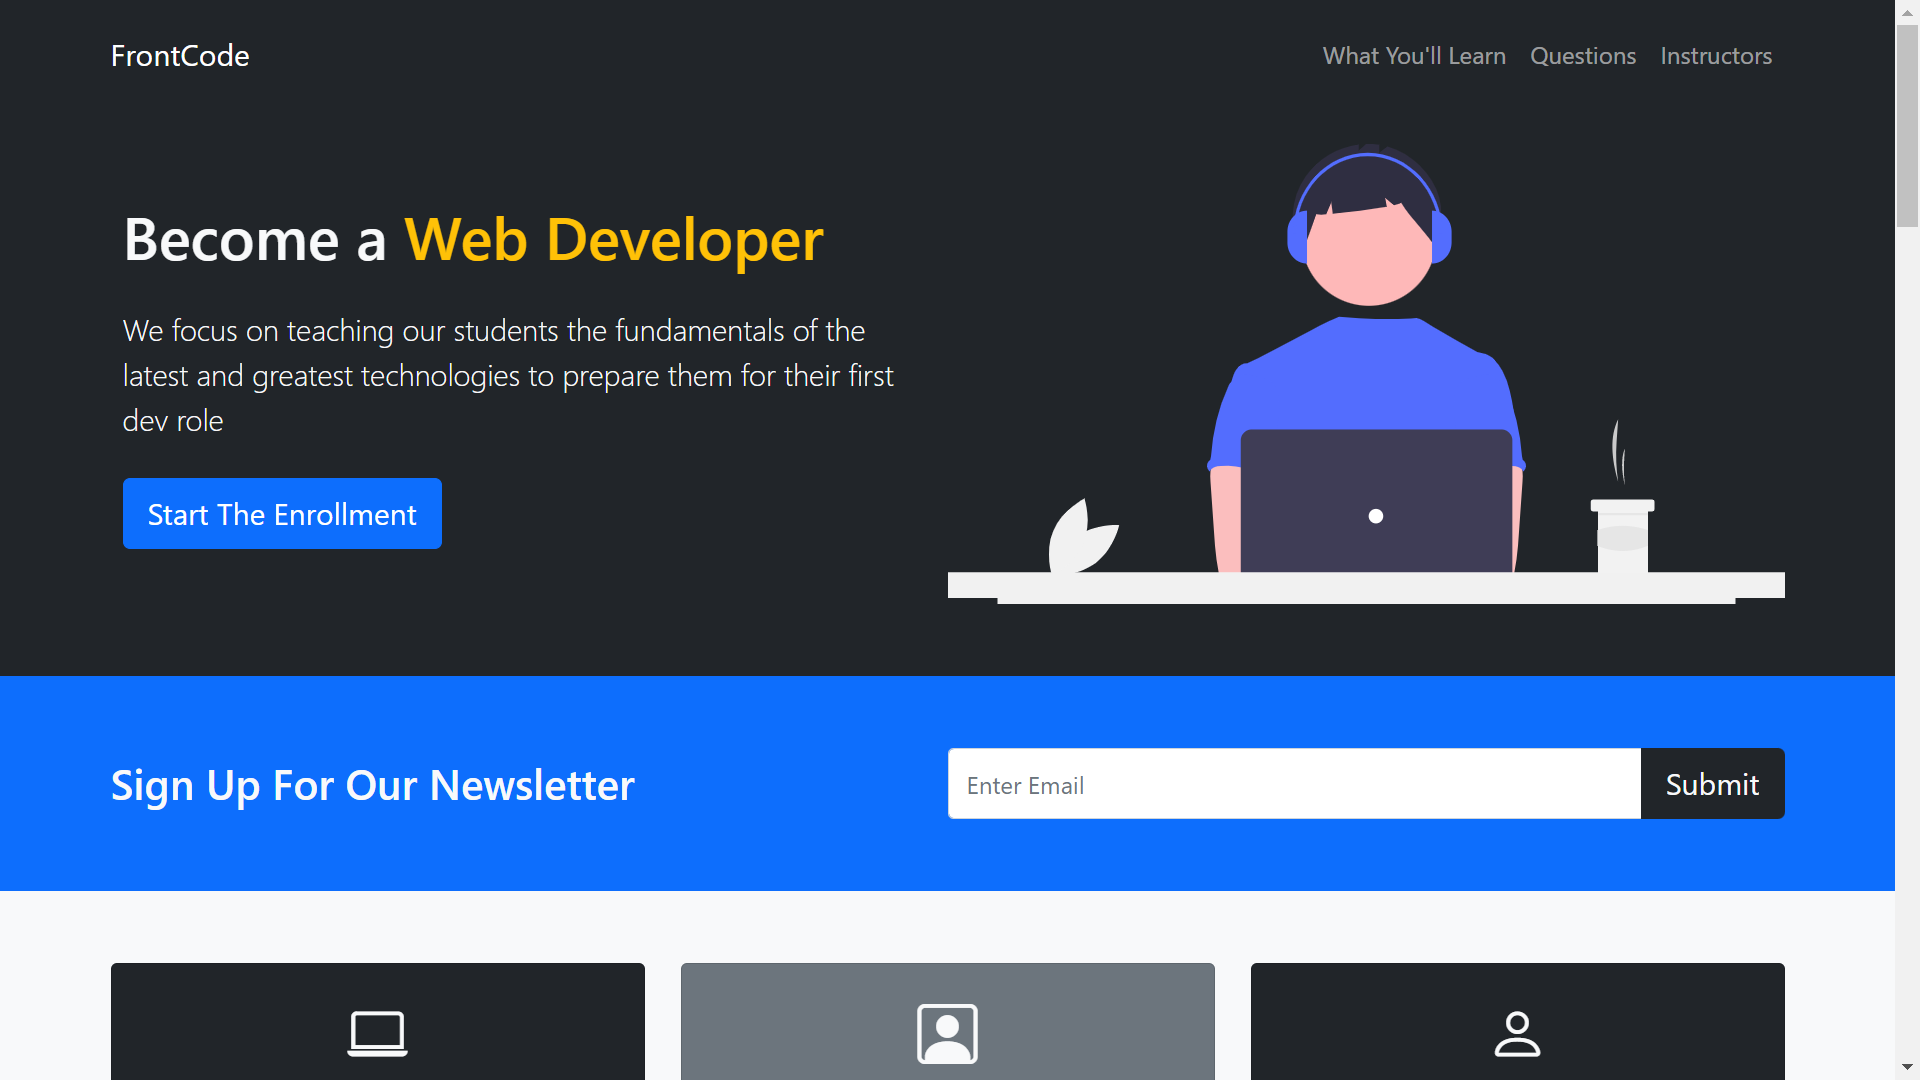 FrontCode
What You'll Learn Questions Instructors
Become a Web Developer
We focus on teaching our students the fundamentals of the
latest and greatest technologies to prepare them for their first
dev role
Start The Enrollment
Sign Up For Our Newsletter
Enter Email
Submit